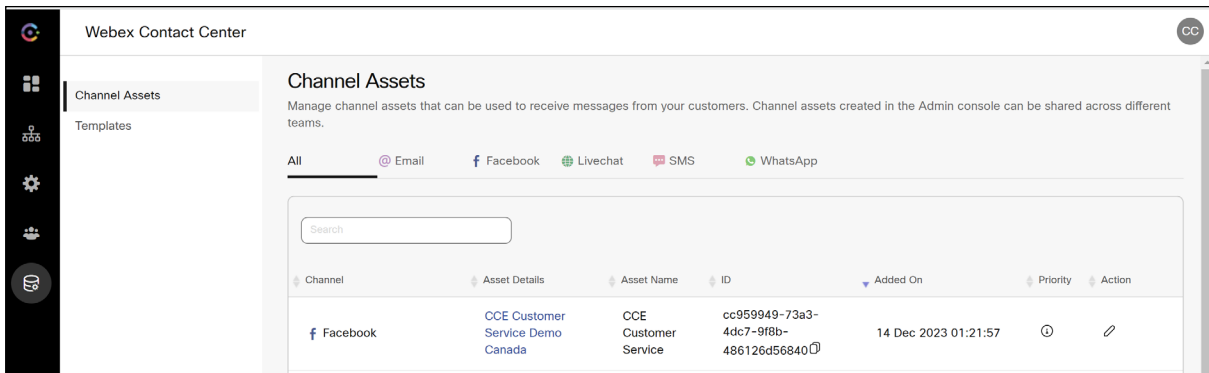 Webex Contact Center
CC
Channel Assets
Templates
Channel Assets
Manage channel assets that can be used to receive messages from your customers. Channel assets created in the Admin console can be shared across different
teams.
All @ Email Facebook Livechat SMS WhatsApp
Search
Channel Asset Details Asset Name ID Added On Priority Action
Facebook
CCE Customer
Service Demo
Canada
CCE
Customer
Service
cc959949-73a3-
4dc7-9f8b-
486126d56840
14 Dec 2023 01:21:57